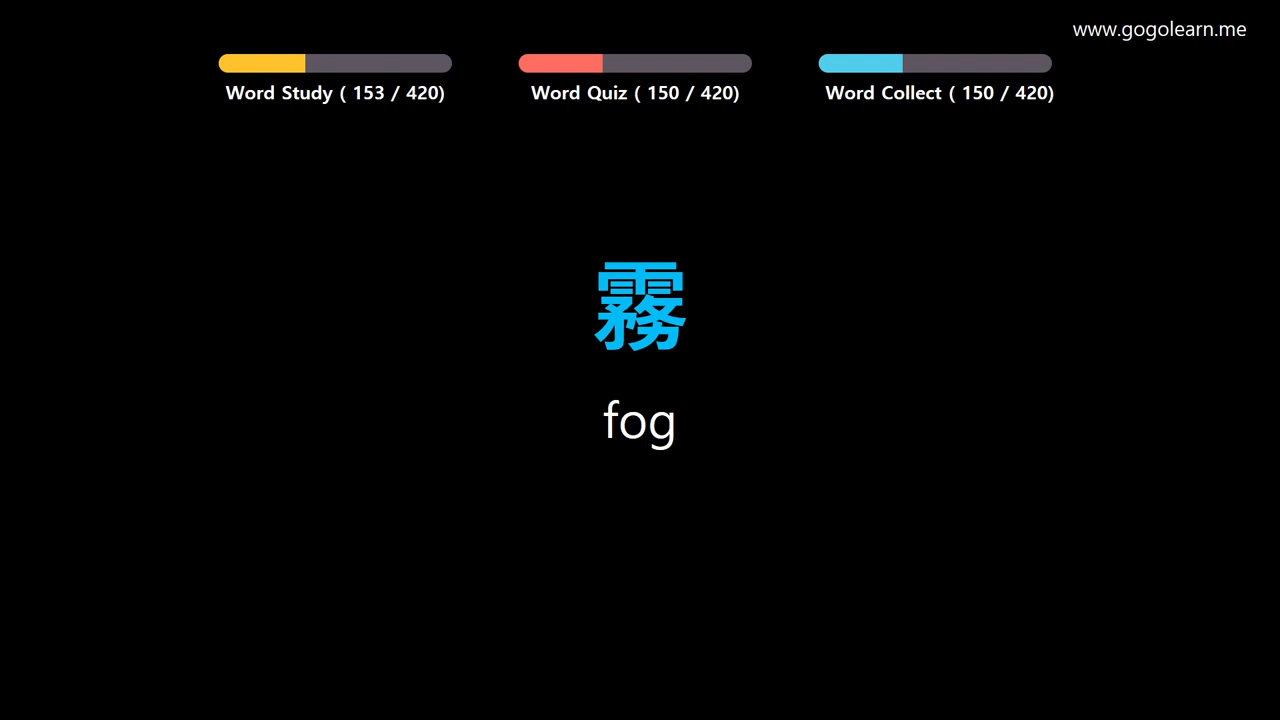 www.gogolearn.me
Word Study ( 153 / 420)
Word Quiz ( 150 / 420)
Word Collect ( 150 / 420)
霧
fog